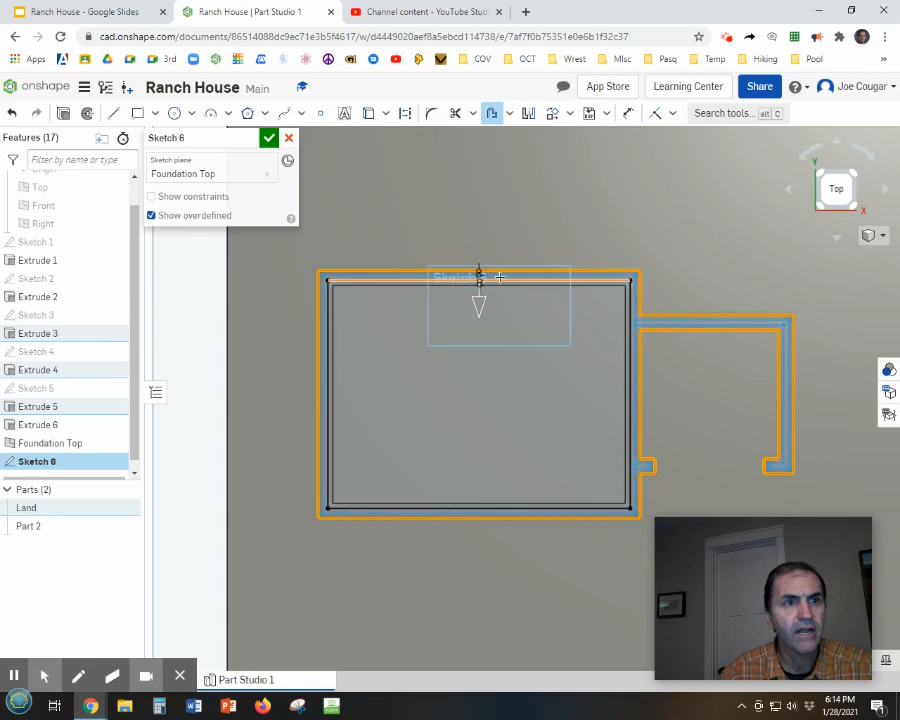 Ranch House - Google Slides
Ranch House | Part Studio 1
Channel content - YouTube Stud
cad.onshape.com/documents/86514088dc9ec71e3bd4f617/w/d4449020aef8a5ebcd11454f/e/7af7f0b75351e0e6b1f32c37
Apps
3rd
COV
OCT
Wrest
MIsc
Pasq
Temp
Hiking
Pool
onshape
Ranch House Main
App Store
Learning Center
Share
Joe Cougar
Search tools...
alt C
Features (17)
Filter by name or type
Sketch 6
Sketch plane
Foundation Top
Show constraints
Show overdefined
Origin
Top
Front
Right
Sketch 1
Extrude 1
Sketch 2
Extrude 2
Sketch 3
Extrude 3
Sketch 4
Extrude 4
Sketch 5
Extrude 5
Extrude 6
Foundation Top
Sketch 6
Parts (2)
Land
Part 2
Y
Top
X
Part Studio 1
6:14 PM
1/28/2021